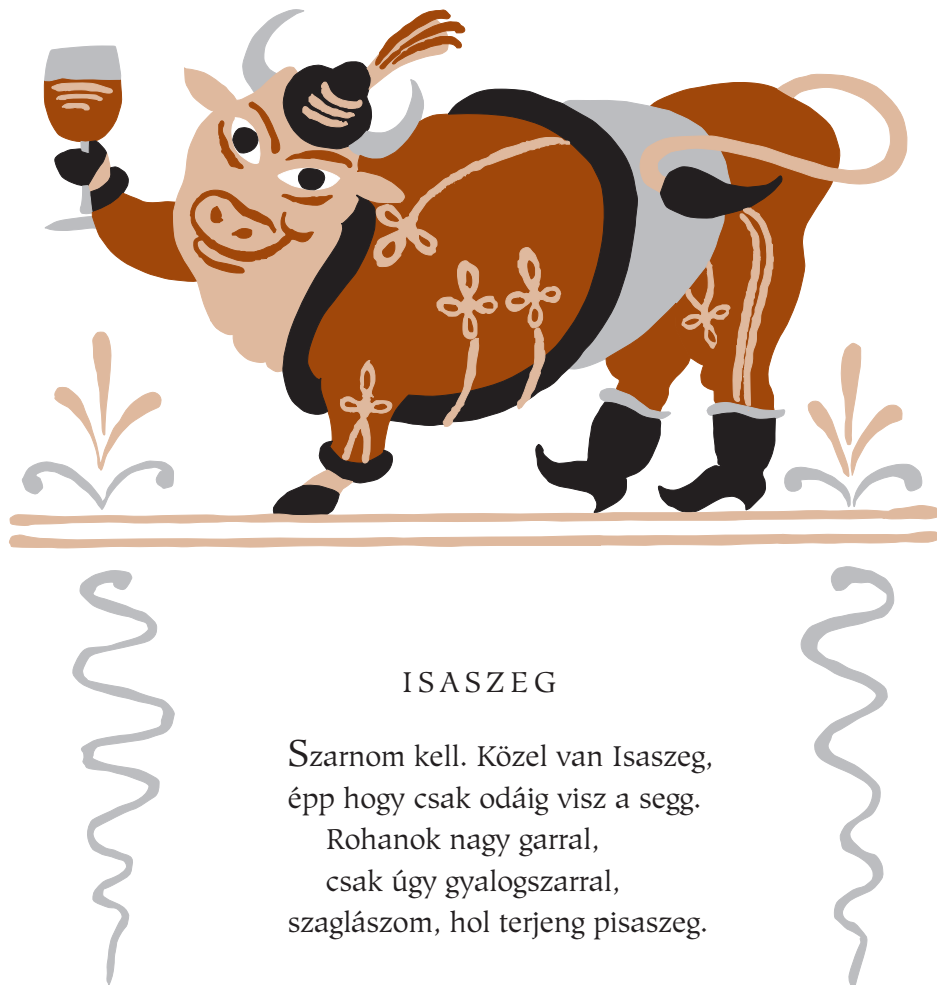 ISASZEG
Szarnom kell. Közel van Isaszeg,
épp hogy csak odáig visz a segg.
Rohanok nagy garral,
csak úgy gyalogszarral,
szaglászom, hol terjeng pisaszeg.